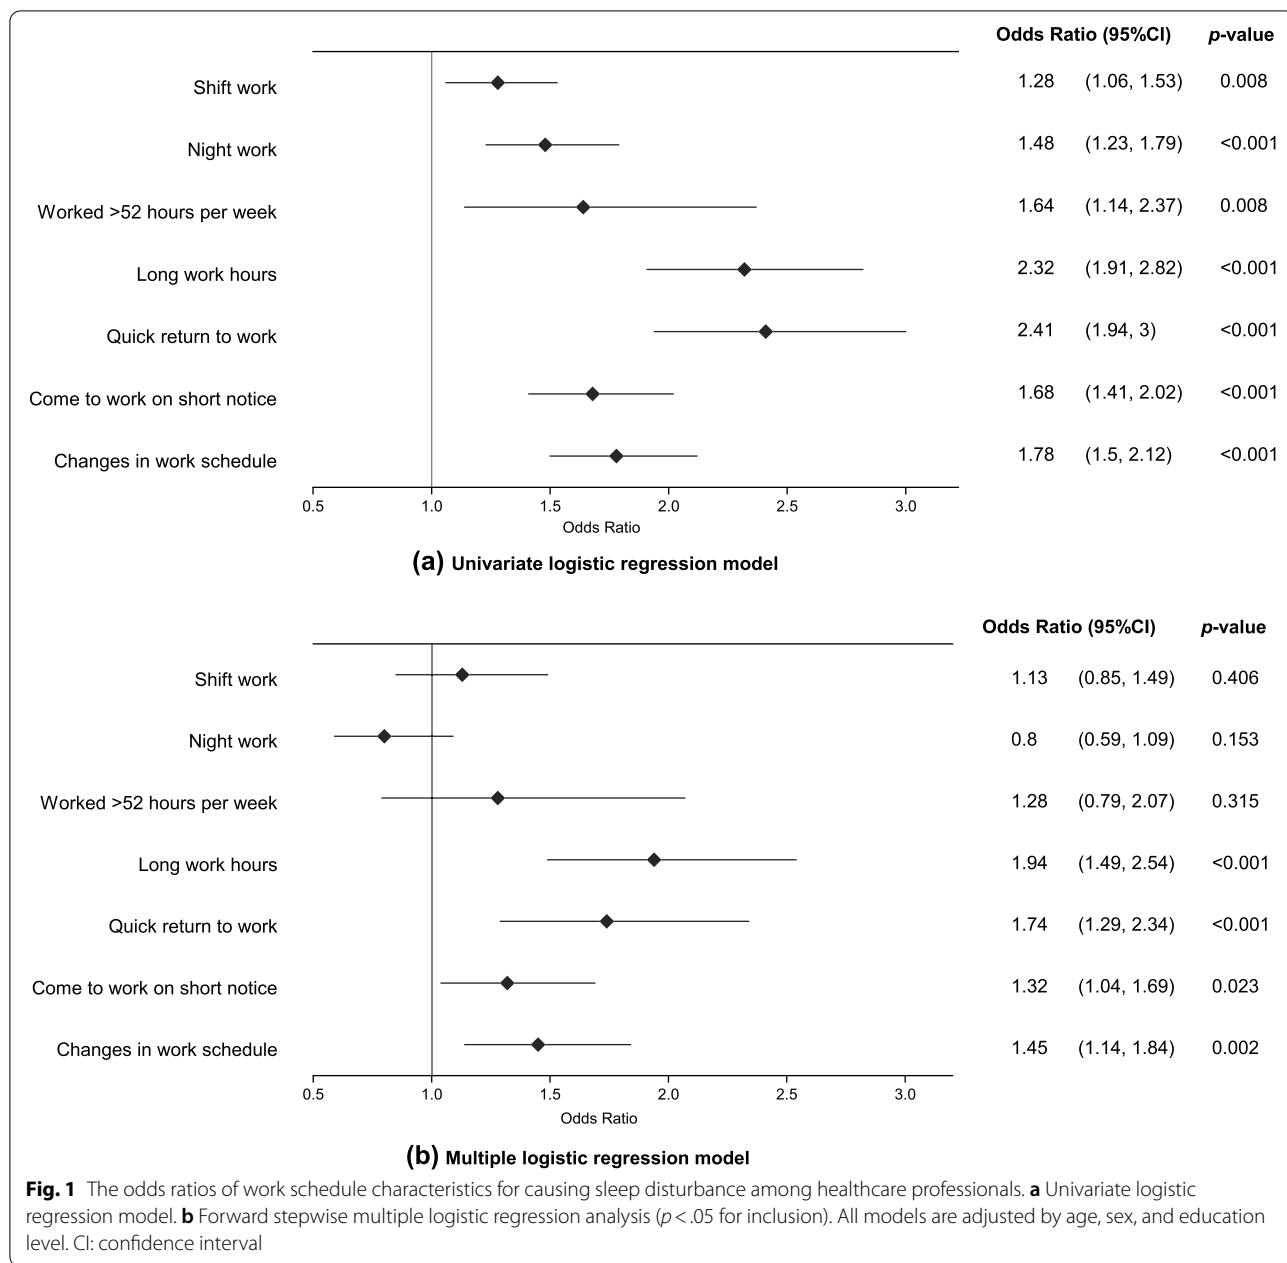 Odds Ratio (95%CI) p-value
Shift work 1.28 (1.06, 1.53) 0.008
Night work 1.48 (1.23, 1.79) <0.001
Worked >52 hours per week 1.64 (1.14, 2.37) 0.008
Long work hours 2.32 (1.91, 2.82) <0.001
Quick return to work 2.41 (1.94, 3) <0.001
Come to work on short notice 1.68 (1.41, 2.02) <0.001
Changes in work schedule 1.78 (1.5, 2.12) <0.001
0.5 1.0 1.5 2.0 2.5 3.0
Odds Ratio
(a) Univariate logistic regression model
Odds Ratio (95%CI) p-value
Shift work 1.13 (0.85, 1.49) 0.406
Night work 0.8 (0.59, 1.09) 0.153
Worked >52 hours per week 1.28 (0.79, 2.07) 0.315
Long work hours 1.94 (1.49, 2.54) <0.001
Quick return to work 1.74 (1.29, 2.34) <0.001
Come to work on short notice 1.32 (1.04, 1.69) 0.023
Changes in work schedule 1.45 (1.14, 1.84) 0.002
0.5 1.0 1.5 2.0 2.5 3.0
Odds Ratio
(b) Multiple logistic regression model
Fig. 1 The odds ratios of work schedule characteristics for causing sleep disturbance among healthcare professionals. a Univariate logistic
regression model. b Forward stepwise multiple logistic regression analysis (p < .05 for inclusion). All models are adjusted by age, sex, and education
level. CI: confidence interval